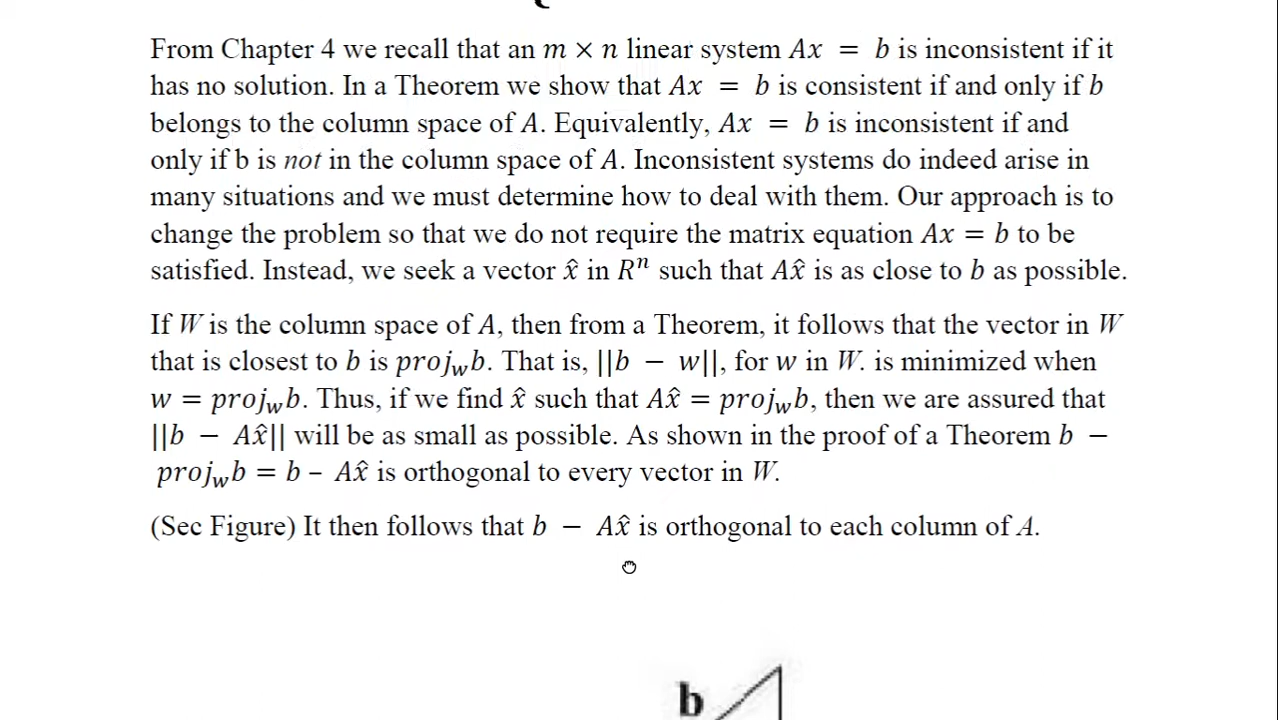 From Chapter 4 we recall that an m × n linear system Ax = b is inconsistent if it
has no solution. In a Theorem we show that Ax = b is consistent if and only if b
belongs to the column space of A. Equivalently, Ax = b is inconsistent if and
only if b is not in the column space of A. Inconsistent systems do indeed arise in
many situations and we must determine how to deal with them. Our approach is to
change the problem so that we do not require the matrix equation Ax = b to be
satisfied. Instead, we seek a vector x̂ in Rⁿ such that Ax̂ is as close to b as possible.
If W is the column space of A, then from a Theorem, it follows that the vector in W
that is closest to b is proj_w b. That is, ||b − w||, for w in W. is minimized when
w = proj_w b. Thus, if we find x̂ such that Ax̂ = proj_w b, then we are assured that
||b − Ax̂|| will be as small as possible. As shown in the proof of a Theorem b −
proj_w b = b – Ax̂ is orthogonal to every vector in W.
(Sec Figure) It then follows that b − Ax̂ is orthogonal to each column of A.
b